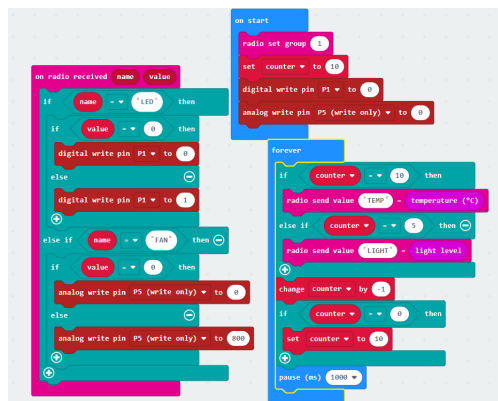 on start
radio set group 1
set counter to 10
digital write pin P1 to 0
analog write pin P5 (write only) to 0
on radio received name value
if name = "LED" then
if value = 0 then
digital write pin P1 to 0
else
digital write pin P1 to 1
else if name = "FAN" then
if value = 0 then
analog write pin P5 (write only) to 0
else
analog write pin P5 (write only) to 800
forever
if counter = 10 then
radio send value "TEMP" = temperature (°C)
else if counter = 5 then
radio send value "LIGHT" = light level
change counter by -1
if counter = 0 then
set counter to 10
pause (ms) 1000